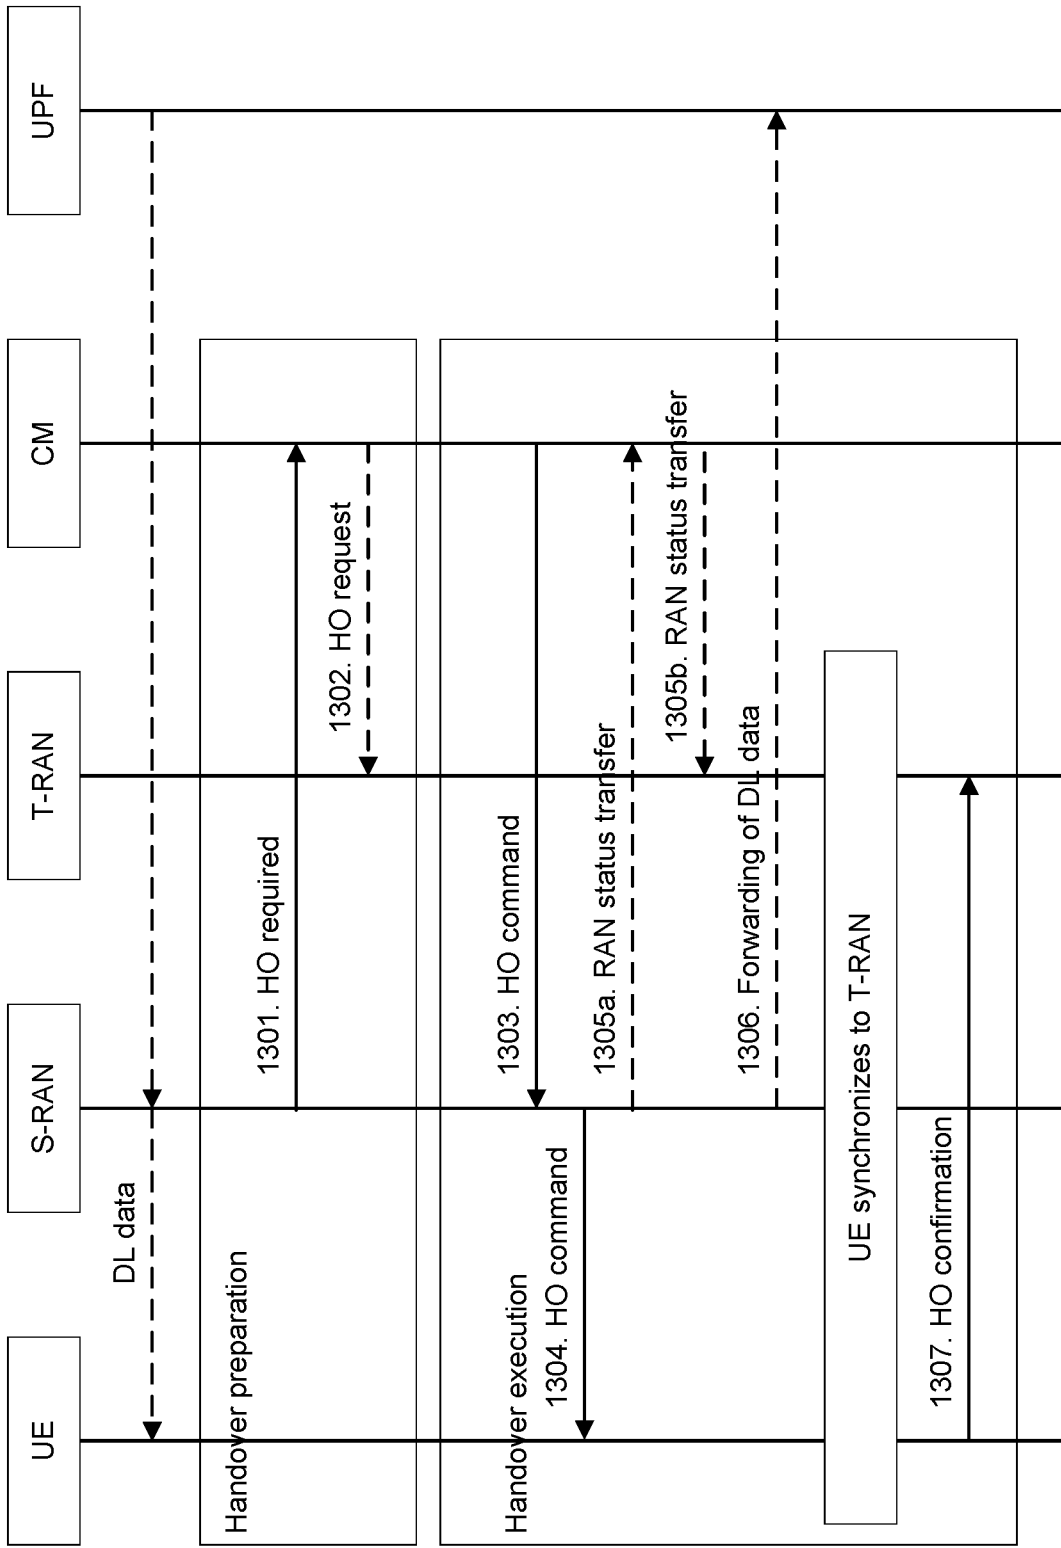 UE
S-RAN
T-RAN
CM
UPF
DL data
Handover preparation
1301. HO required
1302. HO request
Handover execution
1303. HO command
1304. HO command
1305a. RAN status transfer
1305b. RAN status transfer
1306. Forwarding of DL data
UE synchronizes to T-RAN
1307. HO confirmation